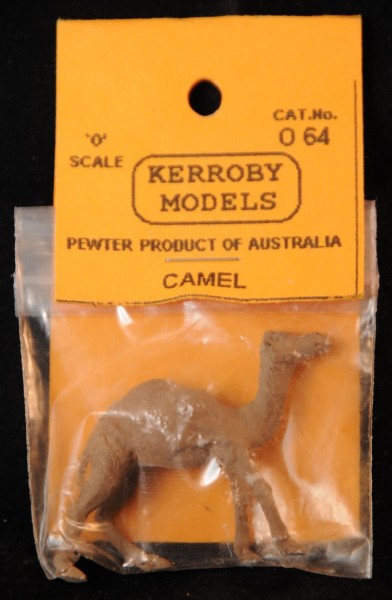 CAT.No.
'O' O 64
SCALE
KERROBY
MODELS
PEWTER PRODUCT OF AUSTRALIA
CAMEL